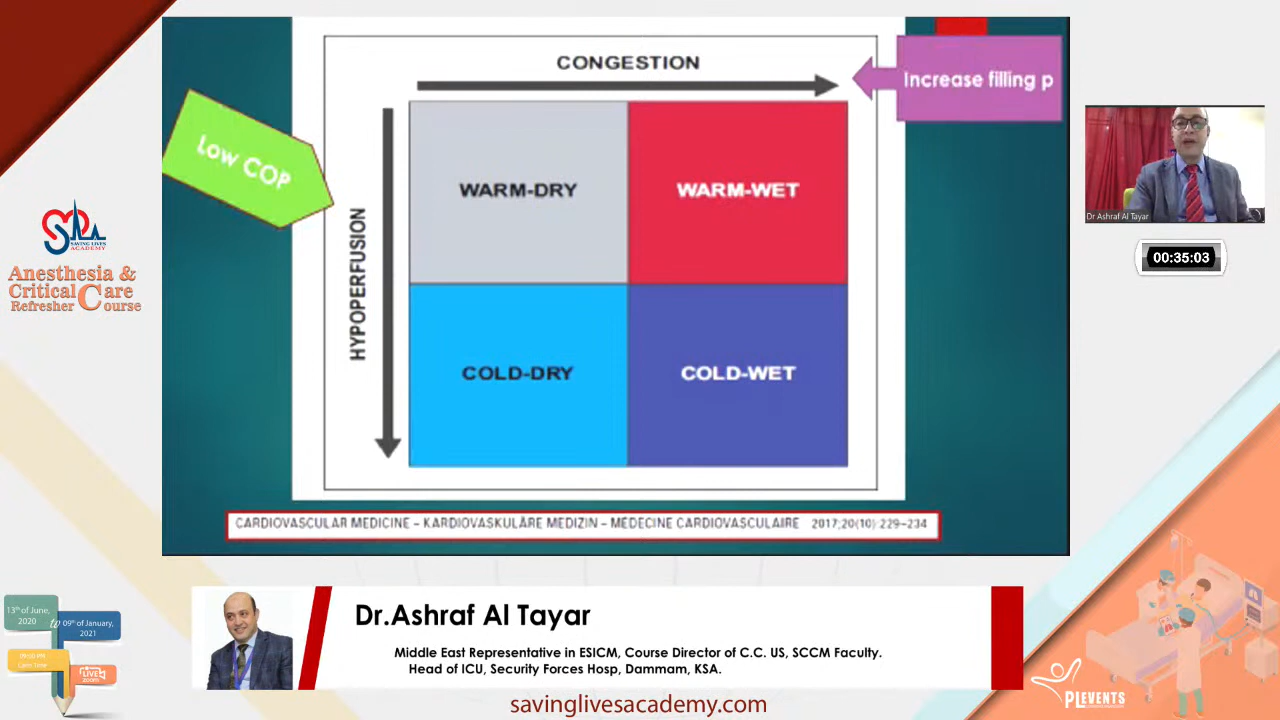 CONGESTION
Increase filling p
Low COP
HYPOPERFUSION
WARM-DRY
WARM-WET
COLD-DRY
COLD-WET
CARDIOVASCULAR MEDICINE – KARDIOVASKULÄRE MEDIZIN – MÉDECINE CARDIOVASCULAIRE 2017;20(10):229–234
Dr Ashraf Al Tayar
00:35:03
SAVING LIVES
ACADEMY
Anesthesia &
Critical Care
Refresher Course
13th of June,
2020
to
09th of January,
2021
LIVE
Dr.Ashraf Al Tayar
Middle East Representative in ESICM, Course Director of C.C. US, SCCM Faculty.
Head of ICU, Security Forces Hosp, Dammam, KSA.
savinglivesacademy.com
PLEVENTS